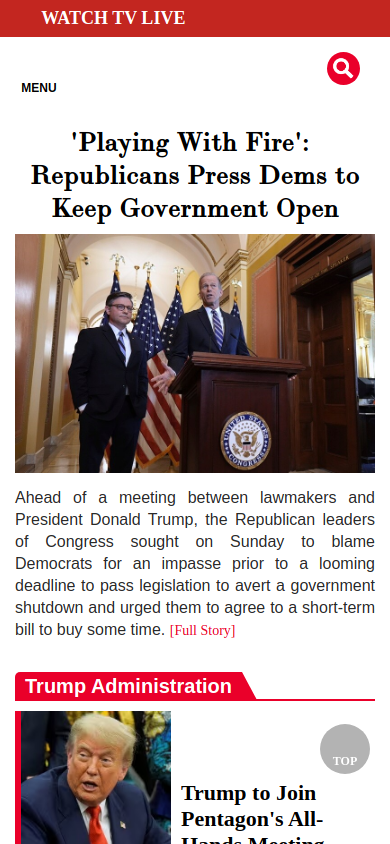 WATCH TV LIVE
MENU
'Playing With Fire':
Republicans Press Dems to
Keep Government Open
UNITED STATES
CONGRESS
Ahead of a meeting between lawmakers and
President Donald Trump, the Republican leaders
of Congress sought on Sunday to blame
Democrats for an impasse prior to a looming
deadline to pass legislation to avert a government
shutdown and urged them to agree to a short-term
bill to buy some time. [Full Story]
Trump Administration
TOP
Trump to Join
Pentagon's All-
Hands Meeting